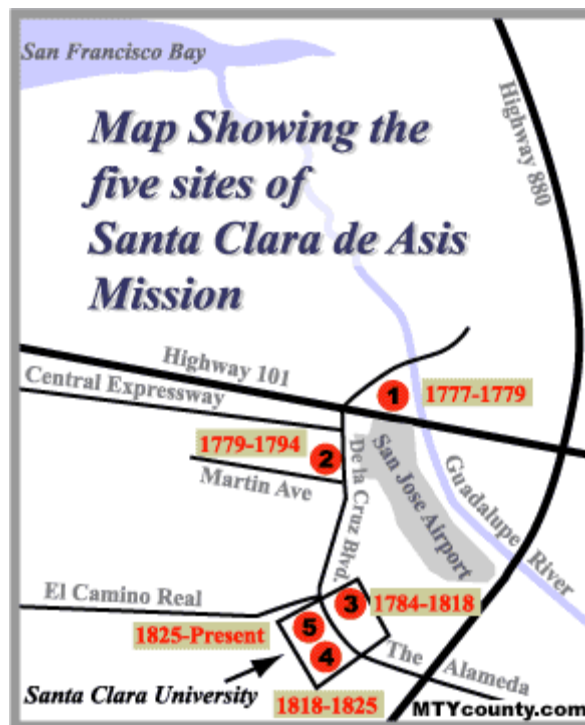 San Francisco Bay
Map Showing the
five sites of
Santa Clara de Asis
Mission
Highway 880
Highway 101
Central Expressway
1
1777-1779
1779-1794
2
Martin Ave
De la Cruz Blvd.
San Jose Airport
Guadalupe River
El Camino Real
3
1784-1818
1825-Present
5
4
The Alameda
Santa Clara University
1818-1825
MTYcounty.com